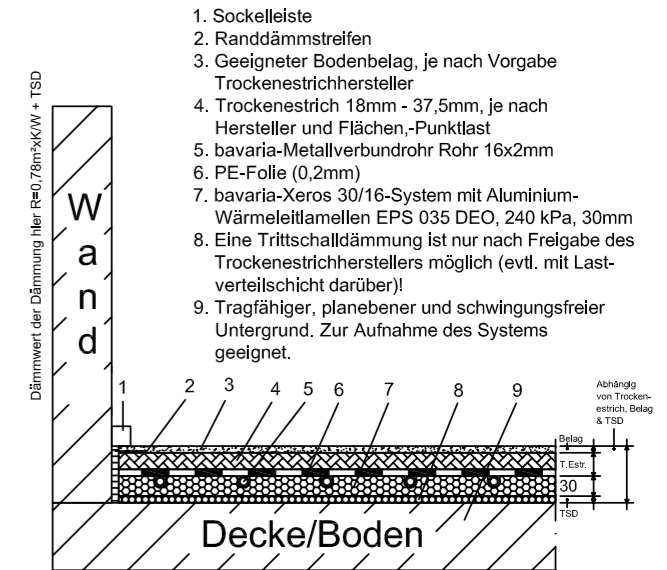 1. Sockelleiste
2. Randdämmstreifen
3. Geeigneter Bodenbelag, je nach Vorgabe
Trockenestrichhersteller
4. Trockenestrich 18mm - 37,5mm, je nach
Hersteller und Flächen,-Punktlast
5. bavaria-Metallverbundrohr Rohr 16x2mm
6. PE-Folie (0,2mm)
7. bavaria-Xeros 30/16-System mit Aluminium-
Wärmeleitlamellen EPS 035 DEO, 240 kPa, 30mm
8. Eine Trittschalldämmung ist nur nach Freigabe des
Trockenestrichherstellers möglich (evtl. mit Last-
verteilschicht darüber)!
9. Tragfähiger, planebener und schwingungsfreier
Untergrund. Zur Aufnahme des Systems
geeignet.
Dämmwert der Dämmung hier R=0,78m²xK/W + TSD
Wand
1 2 3 4 5 6 7 8 9
Abhängig
von Trocken-
estrich, Belag
& TSD
Belag
T.Estr.
30
TSD
Decke/Boden